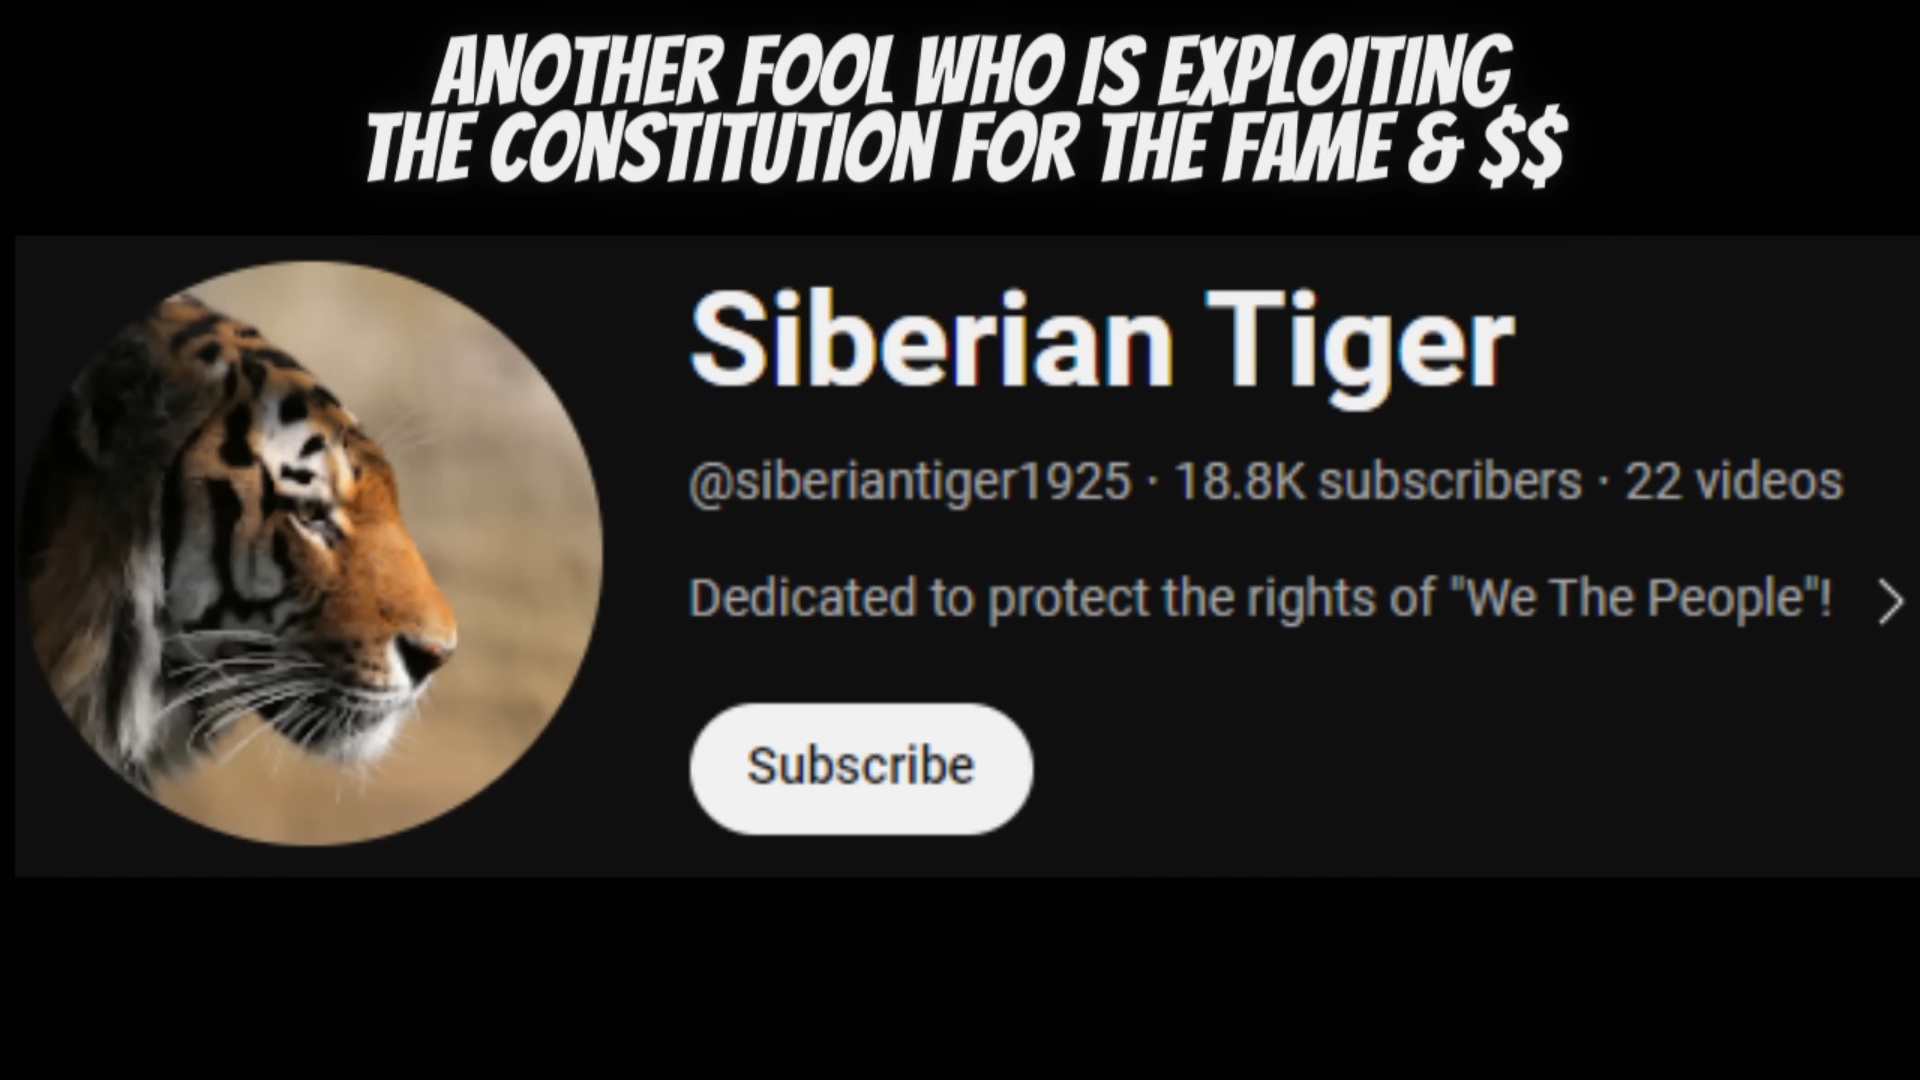 ANOTHER FOOL WHO IS EXPLOITING
THE CONSTITUTION FOR THE FAME & $$
Siberian Tiger
@siberiantiger1925 · 18.8K subscribers · 22 videos
Dedicated to protect the rights of "We The People"!
Subscribe